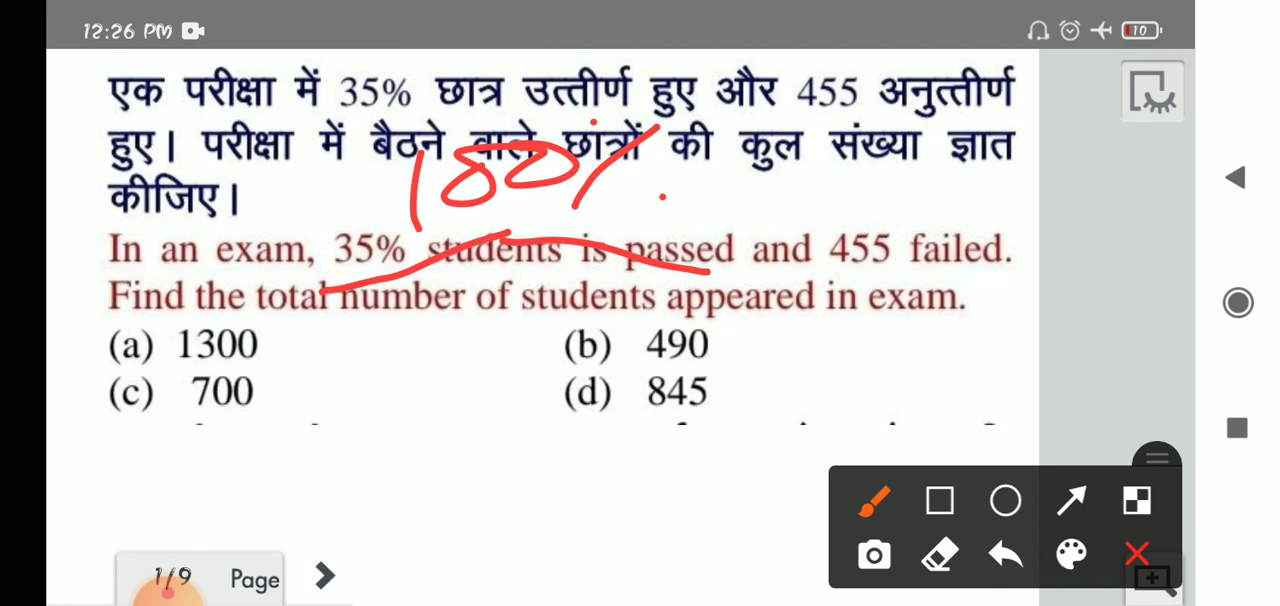 12:26 PM
10
एक परीक्षा में 35% छात्र उत्तीर्ण हुए और 455 अनुत्तीर्ण
हुए। परीक्षा में बैठने वाले छात्रों की कुल संख्या ज्ञात
कीजिए।
100%
In an exam, 35% students is passed and 455 failed.
Find the total number of students appeared in exam.
(a) 1300 (b) 490
(c) 700 (d) 845
1/9 Page